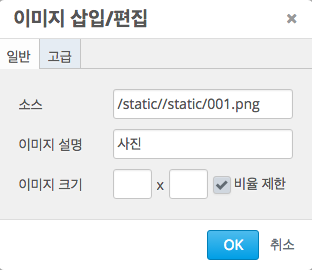 이미지 삽입/편집 ×
일반 고급
소스 /static//static/001.png
이미지 설명 사진
이미지 크기 x 비율 제한
OK 취소